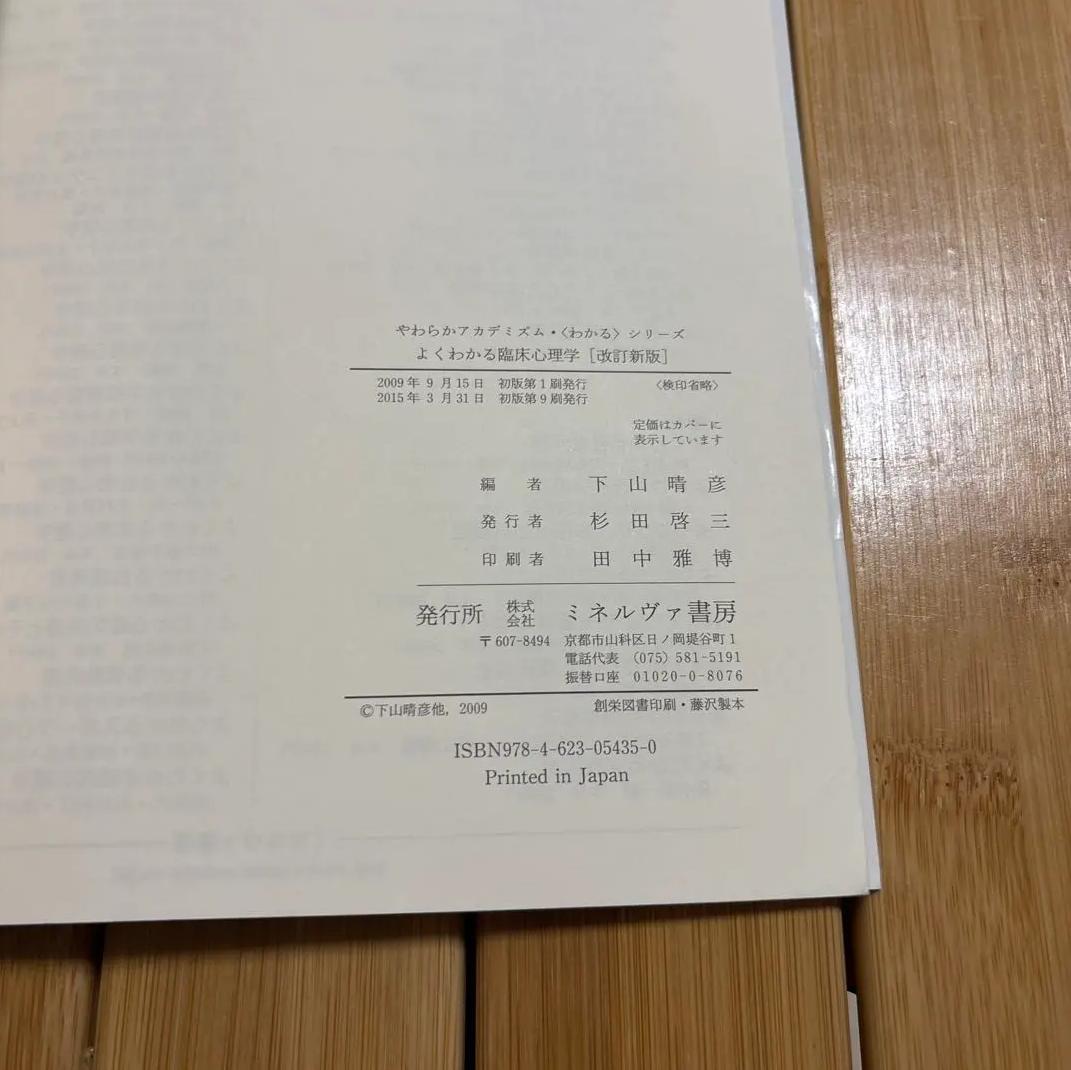 やわらかアカデミズム・〈わかる〉シリーズ
よくわかる臨床心理学［改訂新版］
2009年 9 月15日　初版第1刷発行　〈検印省略〉
2015年 3 月31日　初版第9刷発行
定価はカバーに
表示しています
編　者　下山晴彦
発行者　杉田啓三
印刷者　田中雅博
発行所　株式会社　ミネルヴァ書房
〒607-8494　京都市山科区日ノ岡堤谷町1
電話代表　(075) 581-5191
振替口座　01020-0-8076
©下山晴彦他，2009　創栄図書印刷・藤沢製本
ISBN978-4-623-05435-0
Printed in Japan